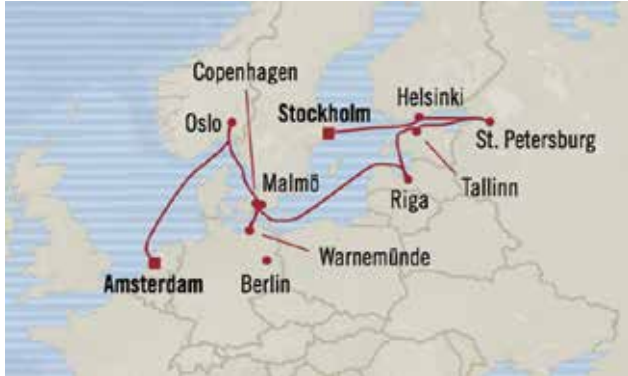 Copenhagen
Helsinki
Stockholm
Oslo
St. Petersburg
Malmö
Tallinn
Riga
Warnemünde
Amsterdam
Berlin